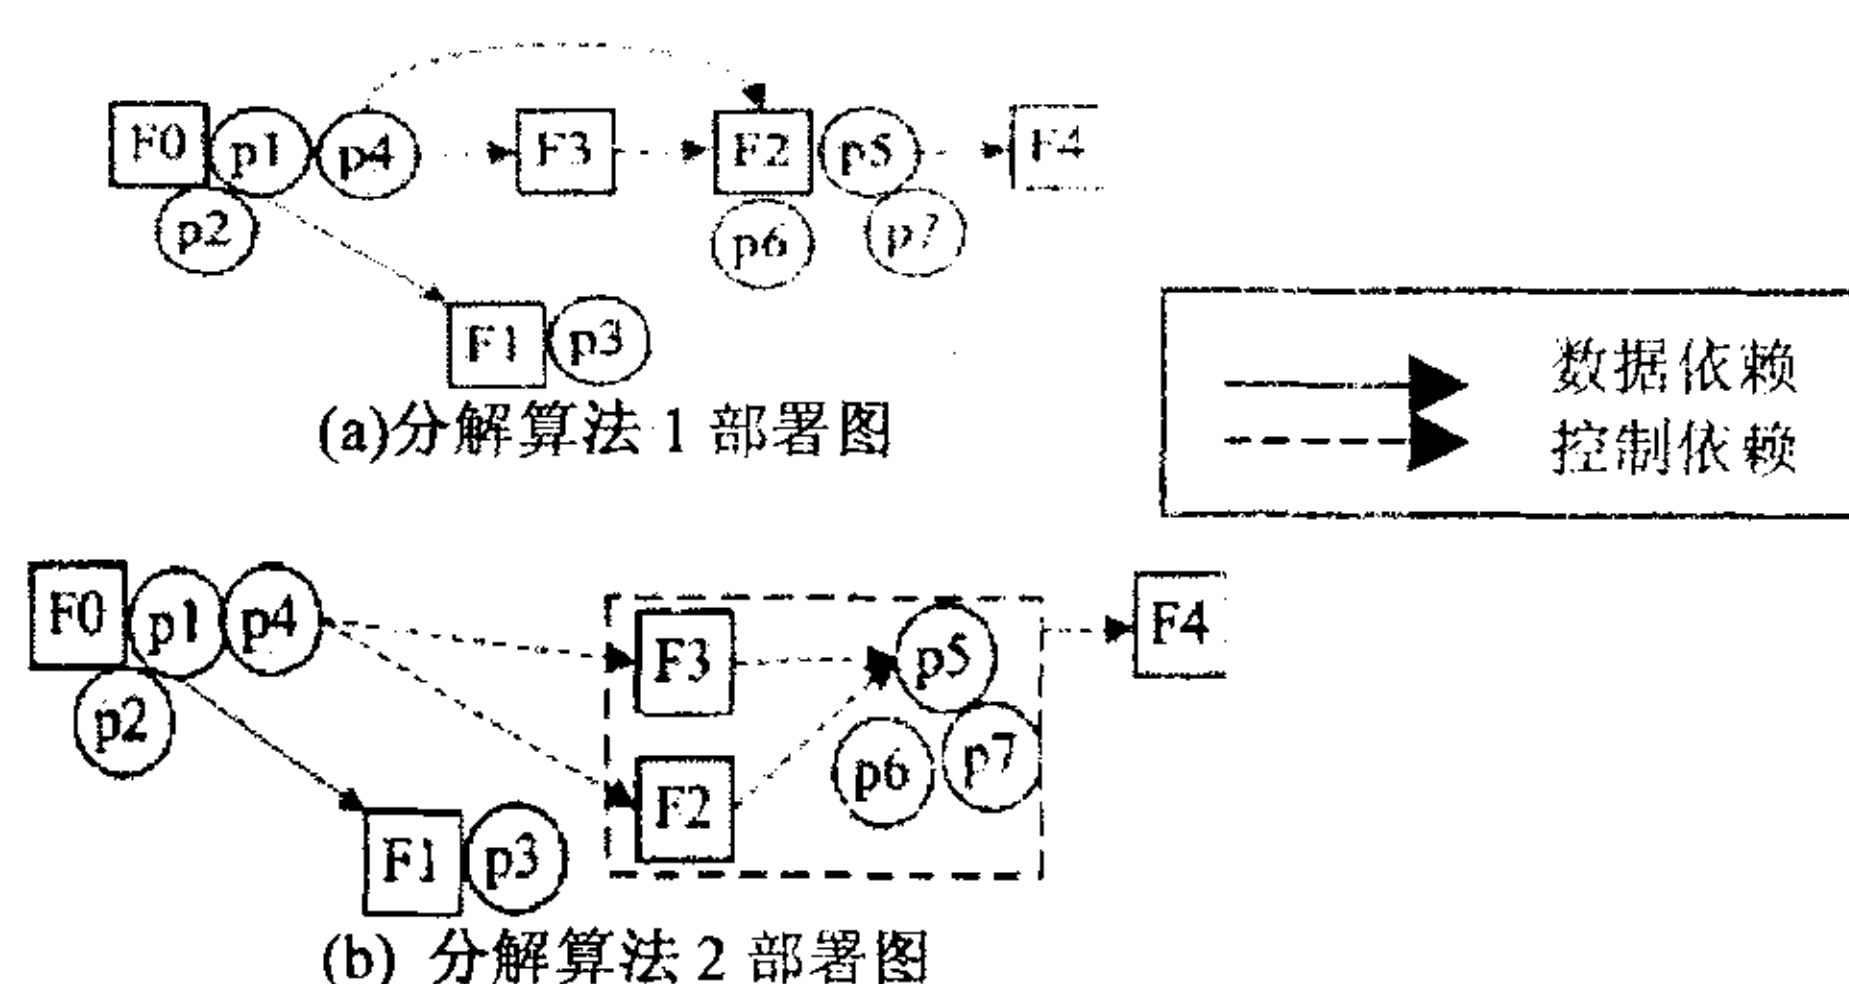 F0 p1 p4 F3 F2 p5 F4
p2 p6 p7
F1 p3
(a)分解算法 1 部署图
数据依赖
控制依赖
F0 p1 p4 F3 p5 F4
p2 F2 p6 p7
F1 p3
(b) 分解算法 2 部署图